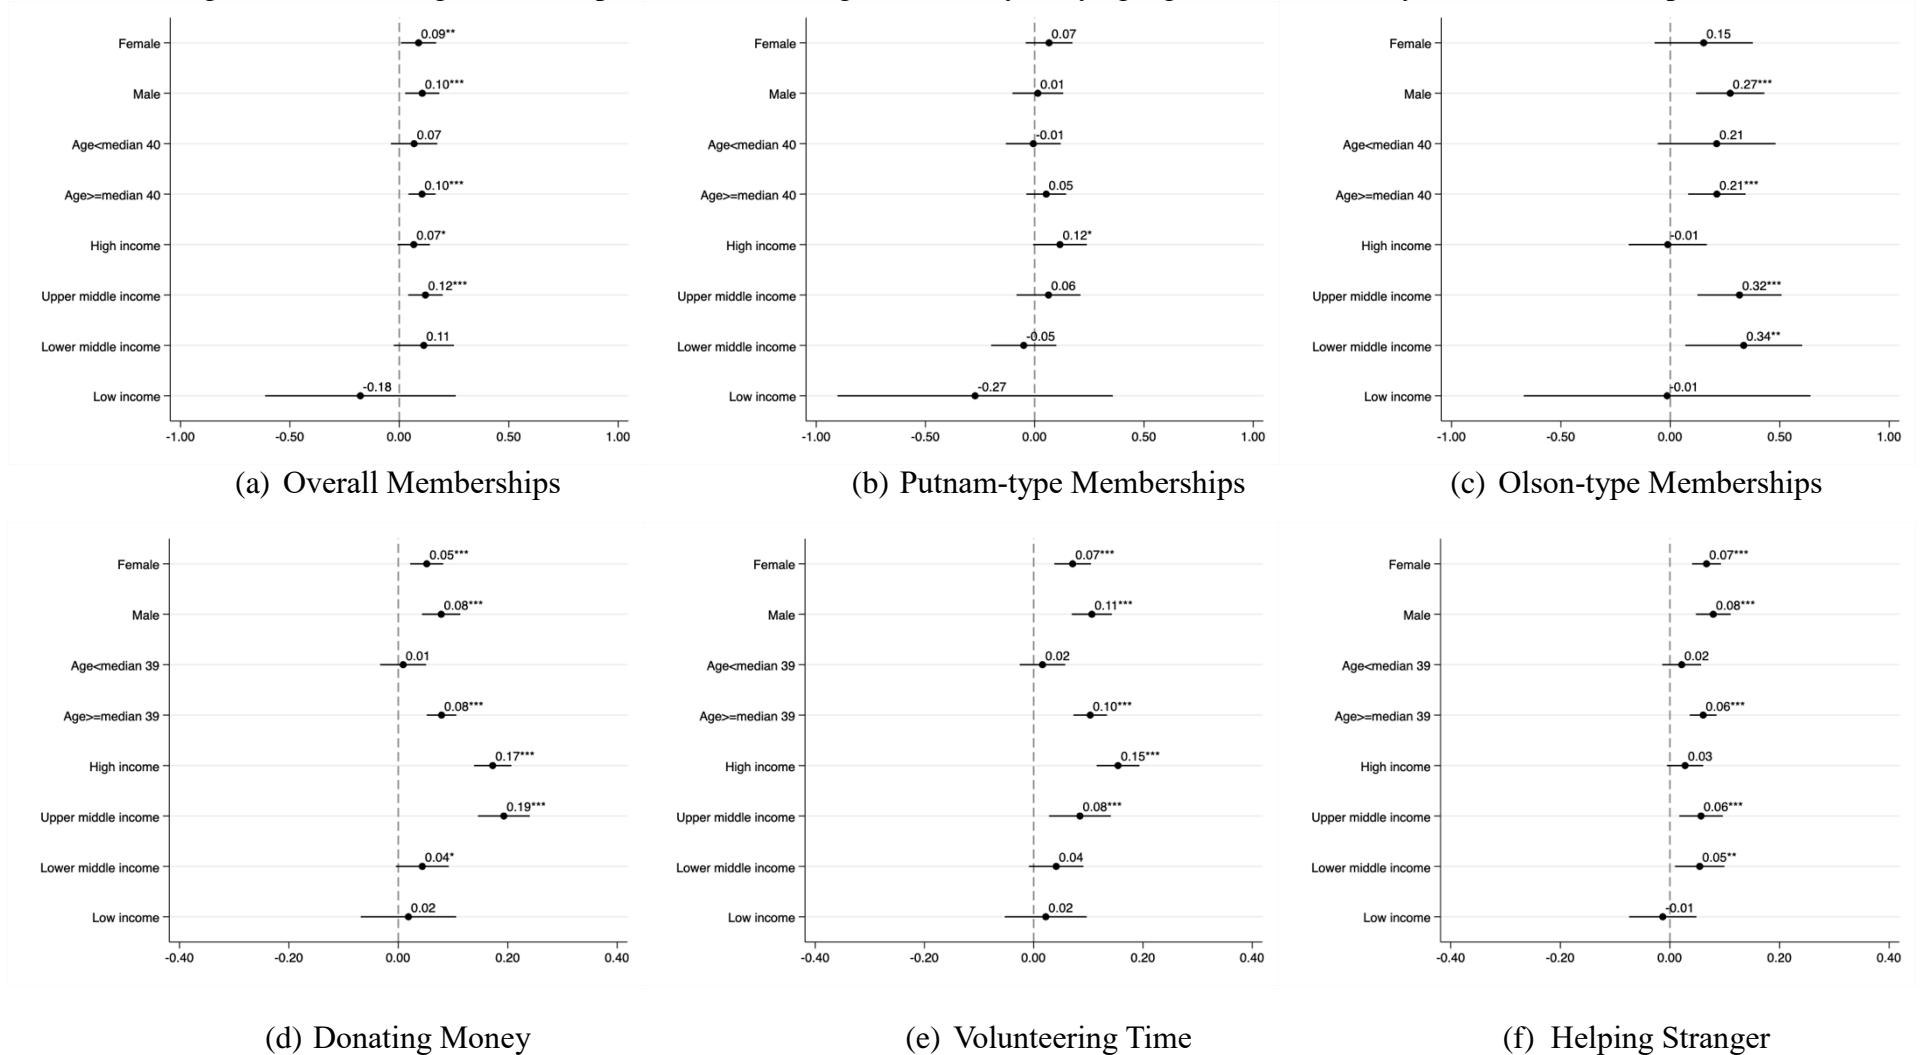 Female
0.09**
Male
0.10***
Age<median 40
0.07
Age>=median 40
0.10***
High income
0.07*
Upper middle income
0.12***
Lower middle income
0.11
Low income
-0.18
-1.00 -0.50 0.00 0.50 1.00
(a) Overall Memberships
Female
0.07
Male
0.01
Age<median 40
-0.01
Age>=median 40
0.05
High income
0.12*
Upper middle income
0.06
Lower middle income
-0.05
Low income
-0.27
-1.00 -0.50 0.00 0.50 1.00
(b) Putnam-type Memberships
Female
0.15
Male
0.27***
Age<median 40
0.21
Age>=median 40
0.21***
High income
-0.01
Upper middle income
0.32***
Lower middle income
0.34**
Low income
-0.01
-1.00 -0.50 0.00 0.50 1.00
(c) Olson-type Memberships
Female
0.05***
Male
0.08***
Age<median 39
0.01
Age>=median 39
0.08***
High income
0.17***
Upper middle income
0.19***
Lower middle income
0.04*
Low income
0.02
-0.40 -0.20 0.00 0.20 0.40
(d) Donating Money
Female
0.07***
Male
0.11***
Age<median 39
0.02
Age>=median 39
0.10***
High income
0.15***
Upper middle income
0.08***
Lower middle income
0.04
Low income
0.02
-0.40 -0.20 0.00 0.20 0.40
(e) Volunteering Time
Female
0.07***
Male
0.08***
Age<median 39
0.02
Age>=median 39
0.06***
High income
0.03
Upper middle income
0.06***
Lower middle income
0.05**
Low income
-0.01
-0.40 -0.20 0.00 0.20 0.40
(f) Helping Stranger